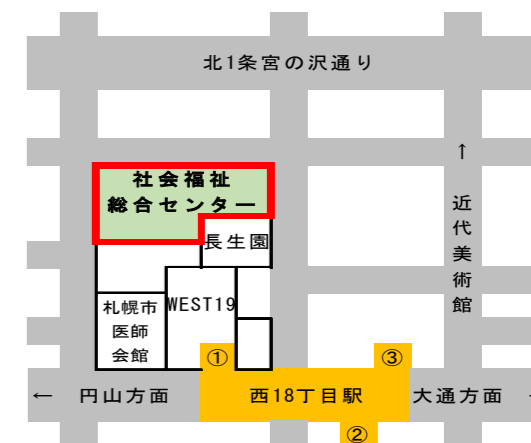 北1条宮の沢通り
↑
近代美術館
社会福祉
総合センター
長生園
札幌市
医師
会館
WEST19
①
③
← 円山方面
西18丁目駅
大通方面
②